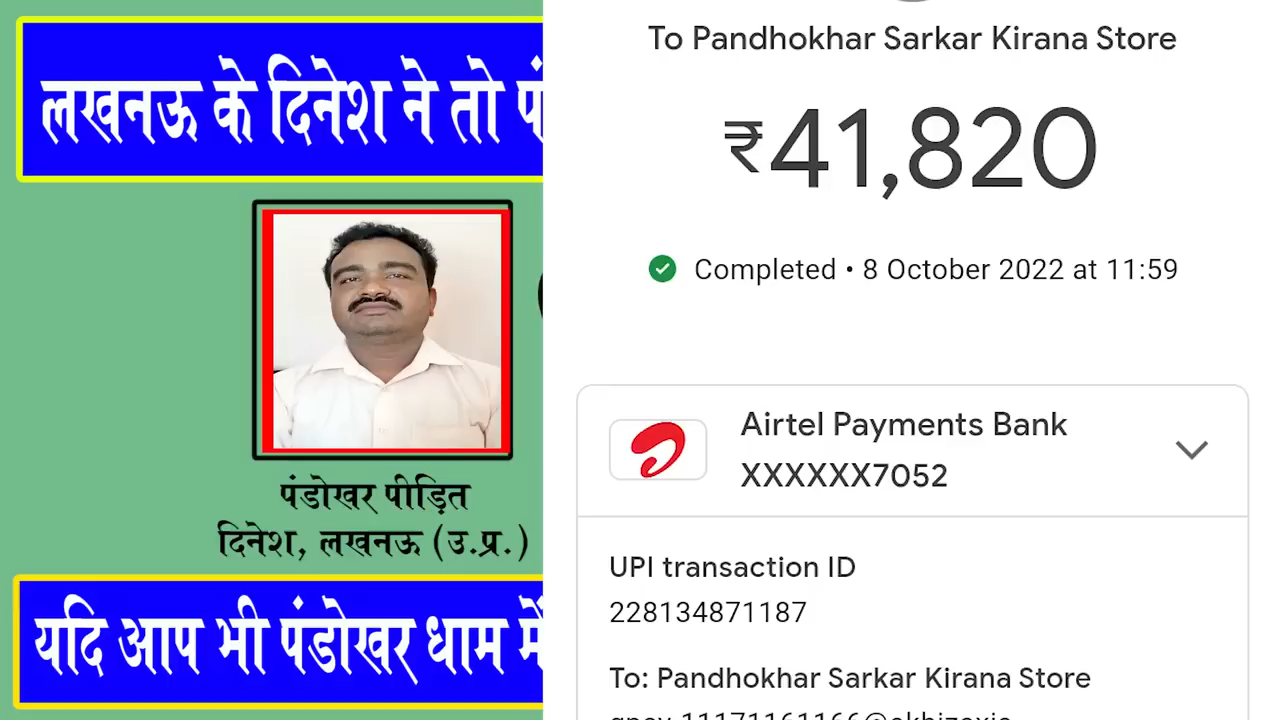 लखनऊ के दिनेश ने तो
पंडोखर पीड़ित
दिनेश, लखनऊ (उ.प्र.)
यदि आप भी पंडोखर धाम में
To Pandhokhar Sarkar Kirana Store
₹41,820
Completed • 8 October 2022 at 11:59
Airtel Payments Bank
XXXXXX7052
UPI transaction ID
228134871187
To: Pandhokhar Sarkar Kirana Store